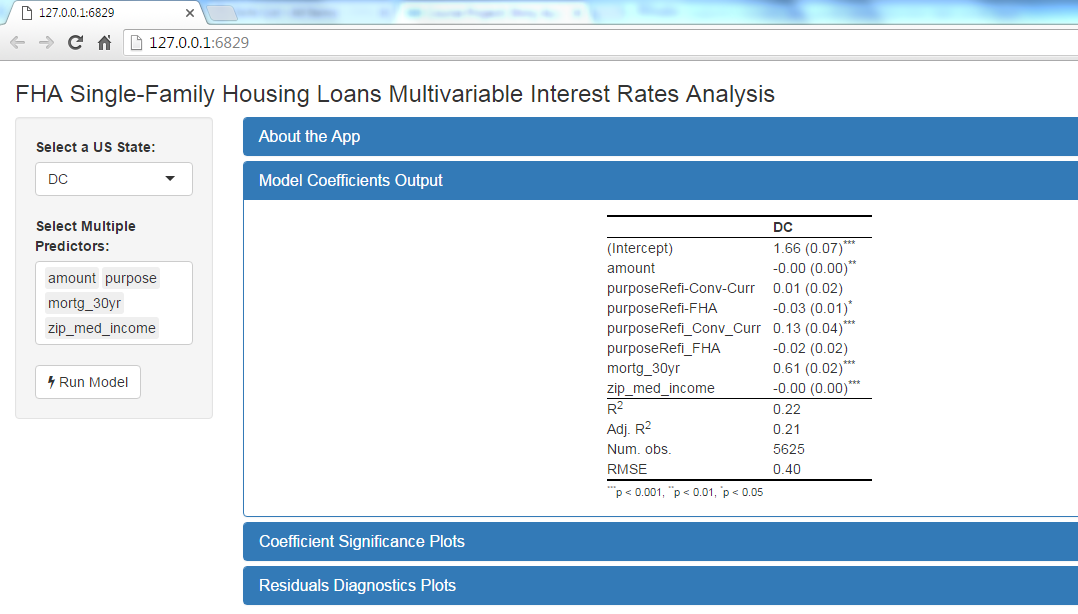 127.0.0.1:6829
127.0.0.1:6829
FHA Single-Family Housing Loans Multivariable Interest Rates Analysis
Select a US State:
DC
Select Multiple
Predictors:
amount purpose
mortg_30yr
zip_med_income
Run Model
About the App
Model Coefficients Output
DC
(Intercept) 1.66 (0.07)***
amount -0.00 (0.00)**
purposeRefi-Conv-Curr 0.01 (0.02)
purposeRefi-FHA -0.03 (0.01)*
purposeRefi_Conv_Curr 0.13 (0.04)***
purposeRefi_FHA -0.02 (0.02)
mortg_30yr 0.61 (0.02)***
zip_med_income -0.00 (0.00)***
R2 0.22
Adj. R2 0.21
Num. obs. 5625
RMSE 0.40
***p < 0.001, **p < 0.01, *p < 0.05
Coefficient Significance Plots
Residuals Diagnostics Plots